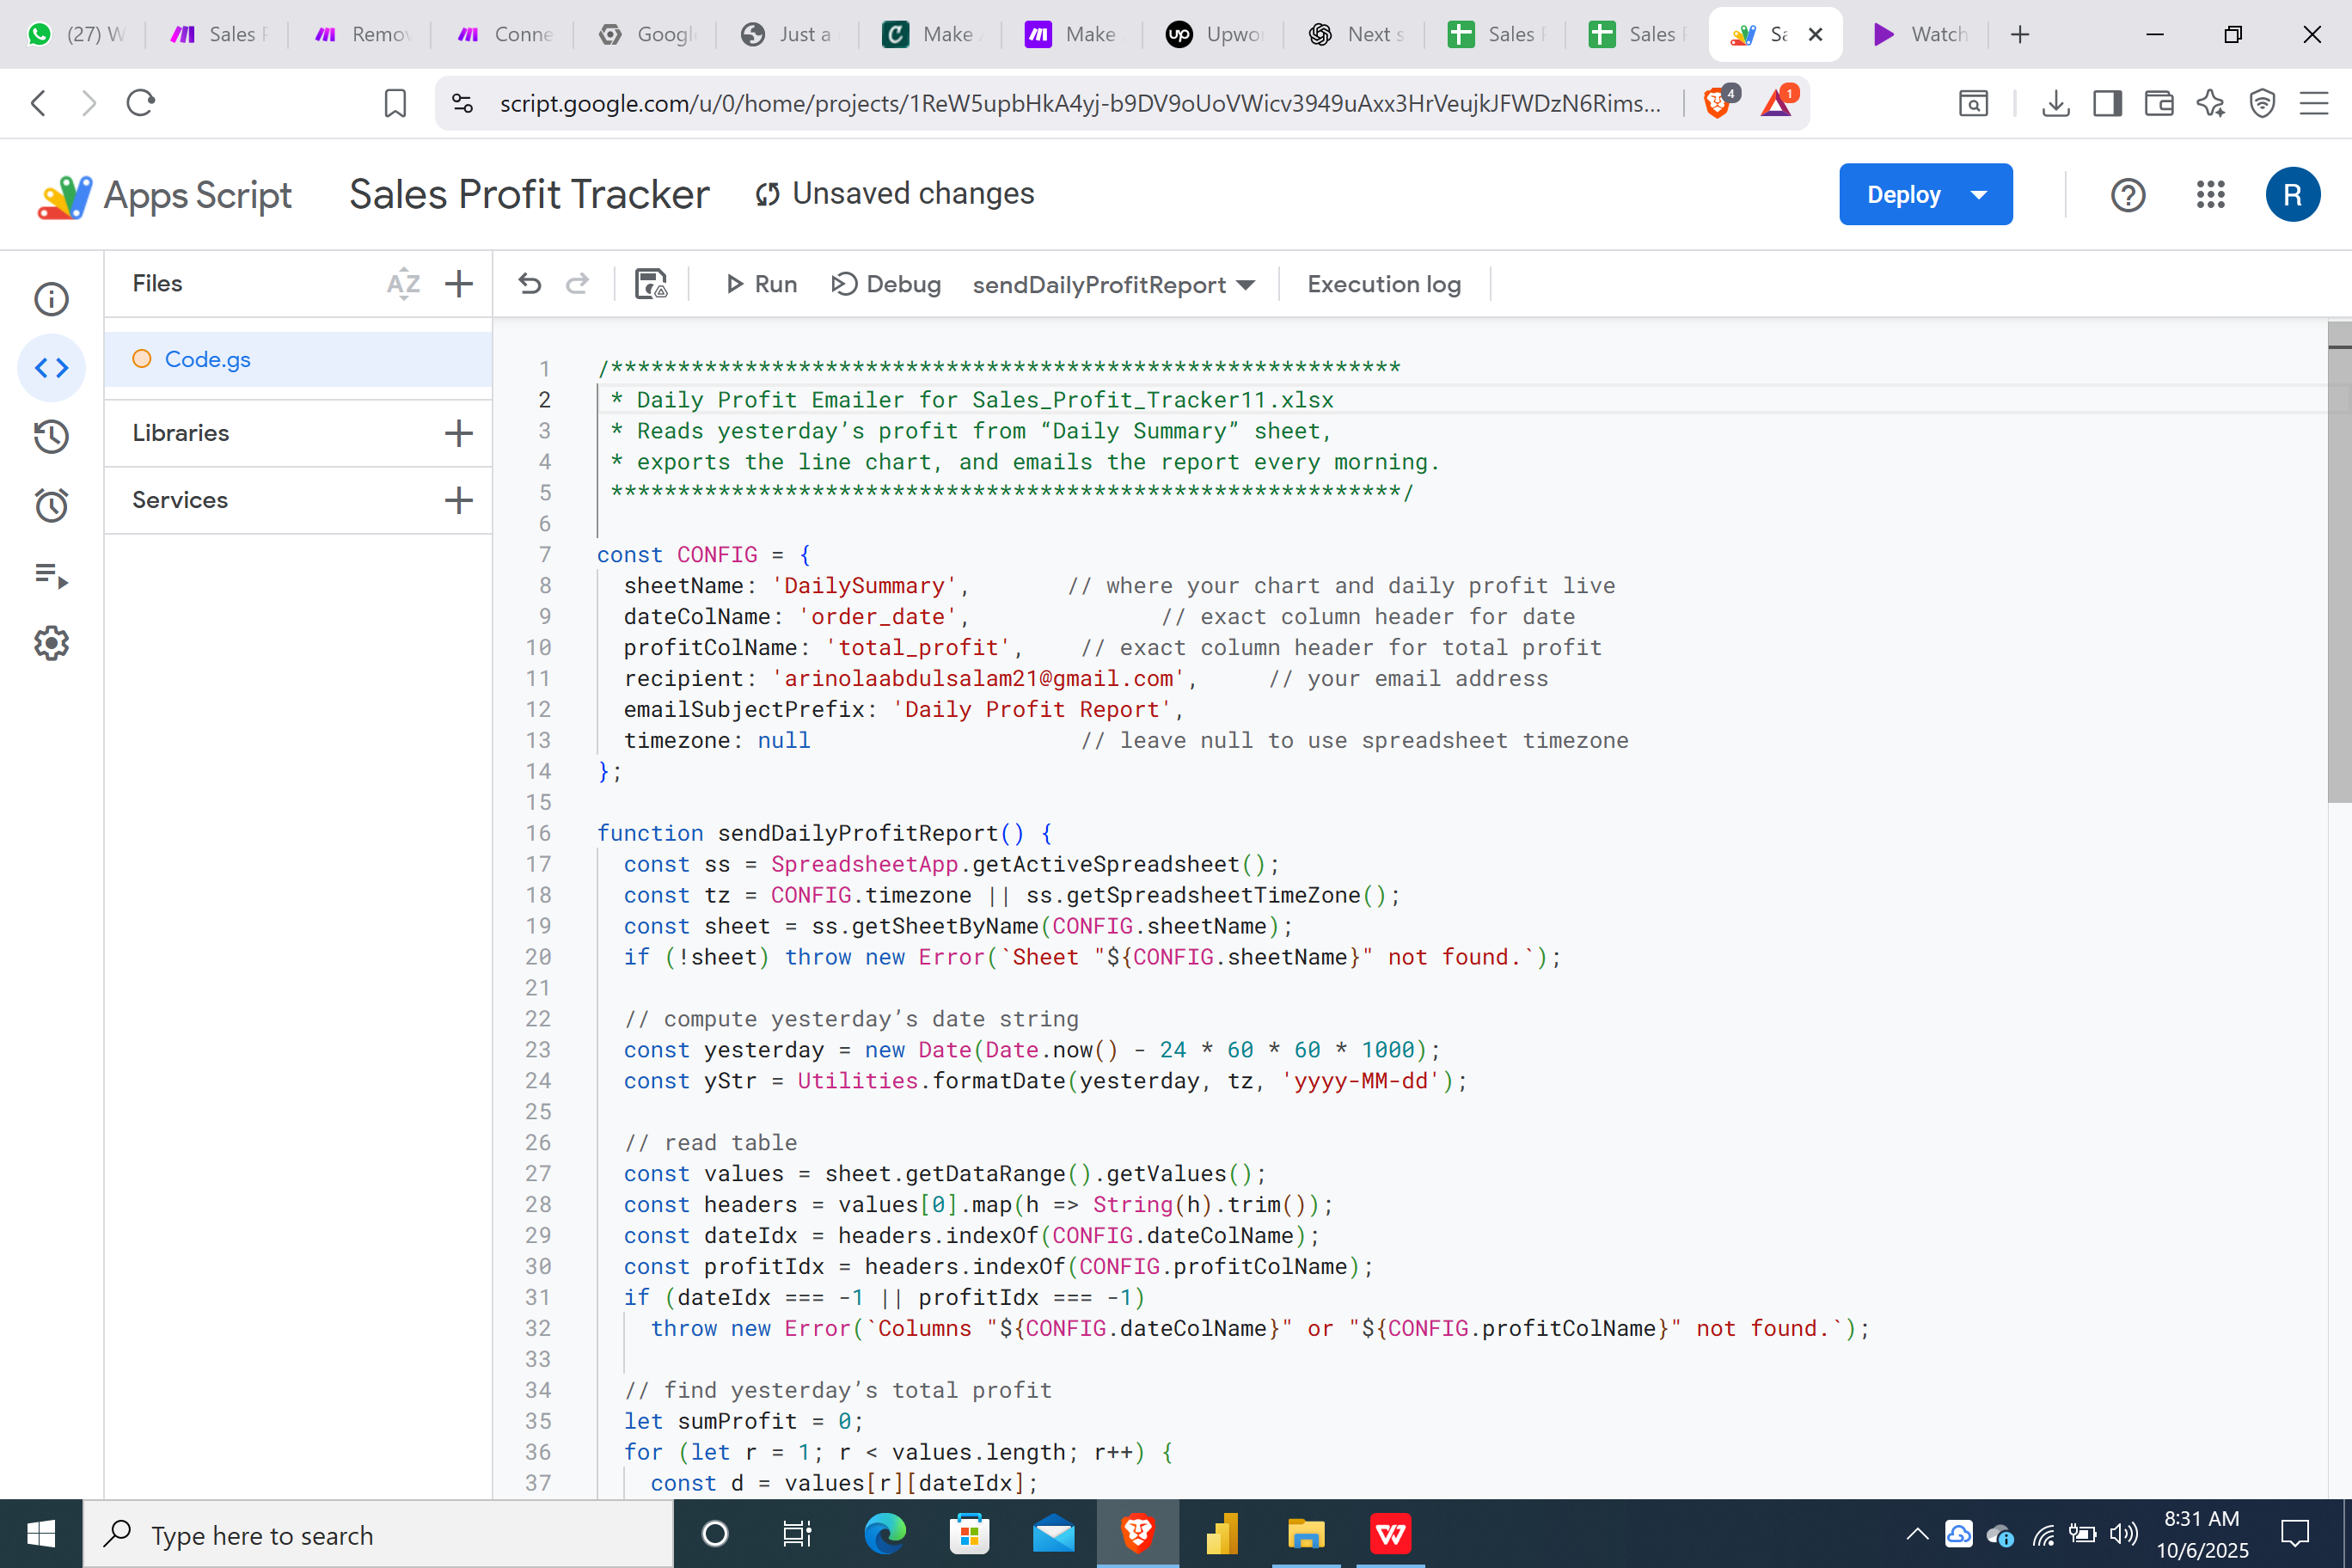 (27) W
Sales
Remo
Conne
Googl
Just a
Make
Make
Upwo
Next s
Sales
Sales
Sa
Watch
script.google.com/u/0/home/projects/1ReW5upbHkA4yj-b9DV9oUoVWicv3949uAxx3HrVeujkJFWDzN6Rims...
4
1
Apps Script
Sales Profit Tracker
Unsaved changes
Deploy
R
Files
AZ
Run
Debug
sendDailyProfitReport
Execution log
Code.gs
Libraries
Services
1 /***********************************************************
2 * Daily Profit Emailer for Sales_Profit_Tracker11.xlsx
3 * Reads yesterday’s profit from “Daily Summary” sheet,
4 * exports the line chart, and emails the report every morning.
5 ***********************************************************/
6
7 const CONFIG = {
8 sheetName: 'DailySummary', // where your chart and daily profit live
9 dateColName: 'order_date', // exact column header for date
10 profitColName: 'total_profit', // exact column header for total profit
11 recipient: 'arinolaabdulsalam21@gmail.com', // your email address
12 emailSubjectPrefix: 'Daily Profit Report',
13 timezone: null // leave null to use spreadsheet timezone
14 };
15
16 function sendDailyProfitReport() {
17 const ss = SpreadsheetApp.getActiveSpreadsheet();
18 const tz = CONFIG.timezone || ss.getSpreadsheetTimeZone();
19 const sheet = ss.getSheetByName(CONFIG.sheetName);
20 if (!sheet) throw new Error(`Sheet "${CONFIG.sheetName}" not found.`);
21
22 // compute yesterday’s date string
23 const yesterday = new Date(Date.now() - 24 * 60 * 60 * 1000);
24 const yStr = Utilities.formatDate(yesterday, tz, 'yyyy-MM-dd');
25
26 // read table
27 const values = sheet.getDataRange().getValues();
28 const headers = values[0].map(h => String(h).trim());
29 const dateIdx = headers.indexOf(CONFIG.dateColName);
30 const profitIdx = headers.indexOf(CONFIG.profitColName);
31 if (dateIdx === -1 || profitIdx === -1)
32 throw new Error(`Columns "${CONFIG.dateColName}" or "${CONFIG.profitColName}" not found.`);
33
34 // find yesterday’s total profit
35 let sumProfit = 0;
36 for (let r = 1; r < values.length; r++) {
37 const d = values[r][dateIdx];
Type here to search
8:31 AM
10/6/2025